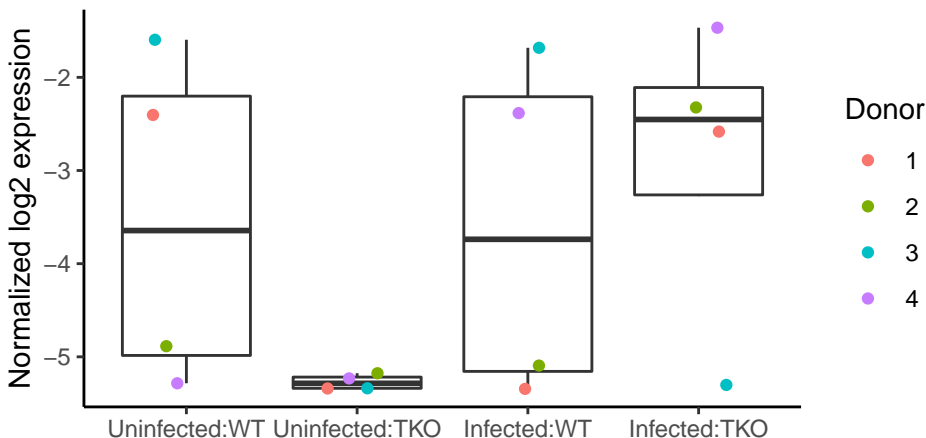 Normalized log2 expression
−2
−3
−4
−5
Uninfected:WT
Uninfected:TKO
Infected:WT
Infected:TKO
Donor
1
2
3
4